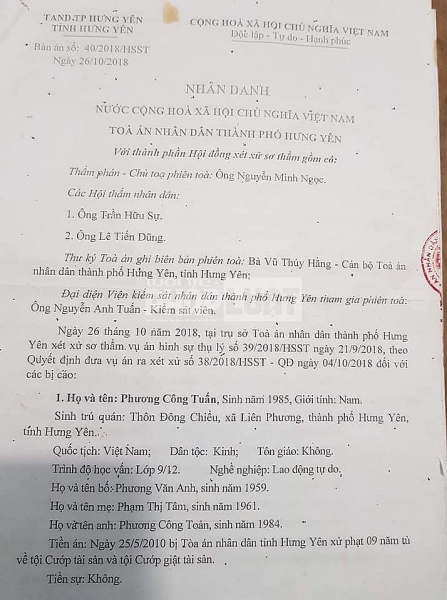 TAND.TP HƯNG YÊN
TỈNH HƯNG YÊN
Bản án số: 40/2018/HSST
Ngày 26/10/2018
CỘNG HOÀ XÃ HỘI CHỦ NGHĨA VIỆT NAM
Độc lập - Tự do - Hạnh phúc
NHÂN DANH
NƯỚC CỘNG HOÀ XÃ HỘI CHỦ NGHĨA VIỆT NAM
TOÀ ÁN NHÂN DÂN THÀNH PHỐ HƯNG YÊN
Với thành phần Hội đồng xét xử sơ thẩm gồm có:
Thẩm phán - Chủ toạ phiên toà: Ông Nguyễn Minh Ngọc.
Các Hội thẩm nhân dân:
1. Ông Trần Hữu Sự.
2. Ông Lê Tiến Dũng.
Thư ký Toà án ghi biên bản phiên toà: Bà Vũ Thúy Hằng - Cán bộ Toà án
nhân dân thành phố Hưng Yên, tỉnh Hưng Yên;
Đại diện Viện kiểm sát nhân dân thành phố Hưng Yên tham gia phiên toà:
Ông Nguyễn Anh Tuấn - Kiểm sát viên.
Ngày 26 tháng 10 năm 2018, tại trụ sở Toà án nhân dân thành phố Hưng
Yên xét xử sơ thẩm vụ án hình sự thụ lý số 39/2018/HSST ngày 21/9/2018, theo
Quyết định đưa vụ án ra xét xử số 38/2018/HSST - QĐ ngày 04/10/2018 đối với
các bị cáo:
1. Họ và tên: Phương Công Tuấn, Sinh năm 1985, Giới tính: Nam.
Sinh trú quán: Thôn Đông Chiểu, xã Liên Phương, thành phố Hưng Yên,
tỉnh Hưng Yên.
Quốc tịch: Việt Nam; Dân tộc: Kinh; Tôn giáo: Không.
Trình độ học vấn: Lớp 9/12. Nghề nghiệp: Lao động tự do.
Họ và tên bố: Phương Văn Anh, sinh năm 1959.
Họ và tên mẹ: Phạm Thị Tâm, sinh năm 1961.
Họ và tên anh: Phương Công Toản, sinh năm 1984.
Tiền án: Ngày 25/5/2010 bị Tòa án nhân dân tỉnh Hưng Yên xử phạt 09 năm tù
về tội Cướp tài sản và tội Cướp giật tài sản.
Tiền sự: Không.